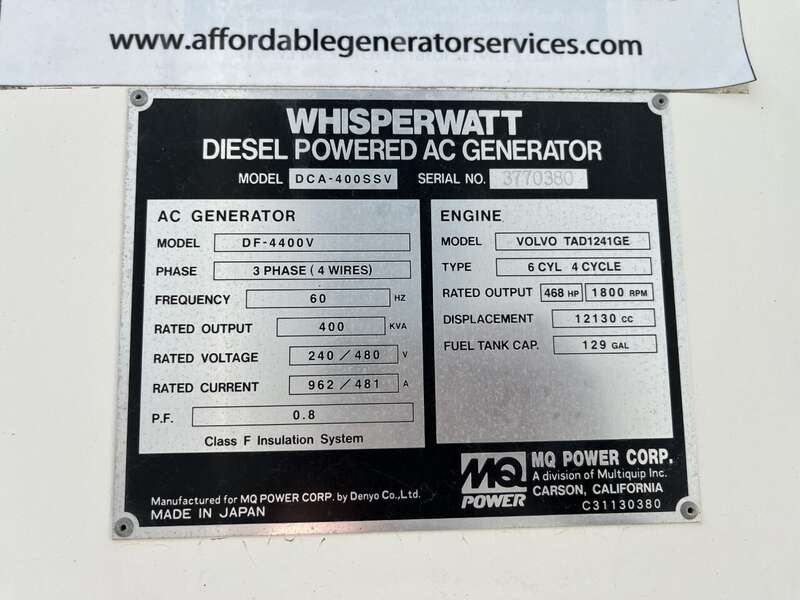 www.affordablegeneratorservices.com
WHISPERWATT
DIESEL POWERED AC GENERATOR
MODEL DCA-400SSV SERIAL NO. 3770380
AC GENERATOR
MODEL DF-4400V
PHASE 3 PHASE (4 WIRES)
FREQUENCY 60 HZ
RATED OUTPUT 400 KVA
RATED VOLTAGE 240/480 V
RATED CURRENT 962/481 A
P.F. 0.8
Class F Insulation System
ENGINE
MODEL VOLVO TAD1241GE
TYPE 6 CYL 4 CYCLE
RATED OUTPUT 468 HP 1800 RPM
DISPLACEMENT 12130 CC
FUEL TANK CAP. 129 GAL
Manufactured for MQ POWER CORP. by Denyo Co.,Ltd.
MADE IN JAPAN
MQ
POWER
MQ POWER CORP.
A division of Multiquip Inc.
CARSON, CALIFORNIA
C31130380